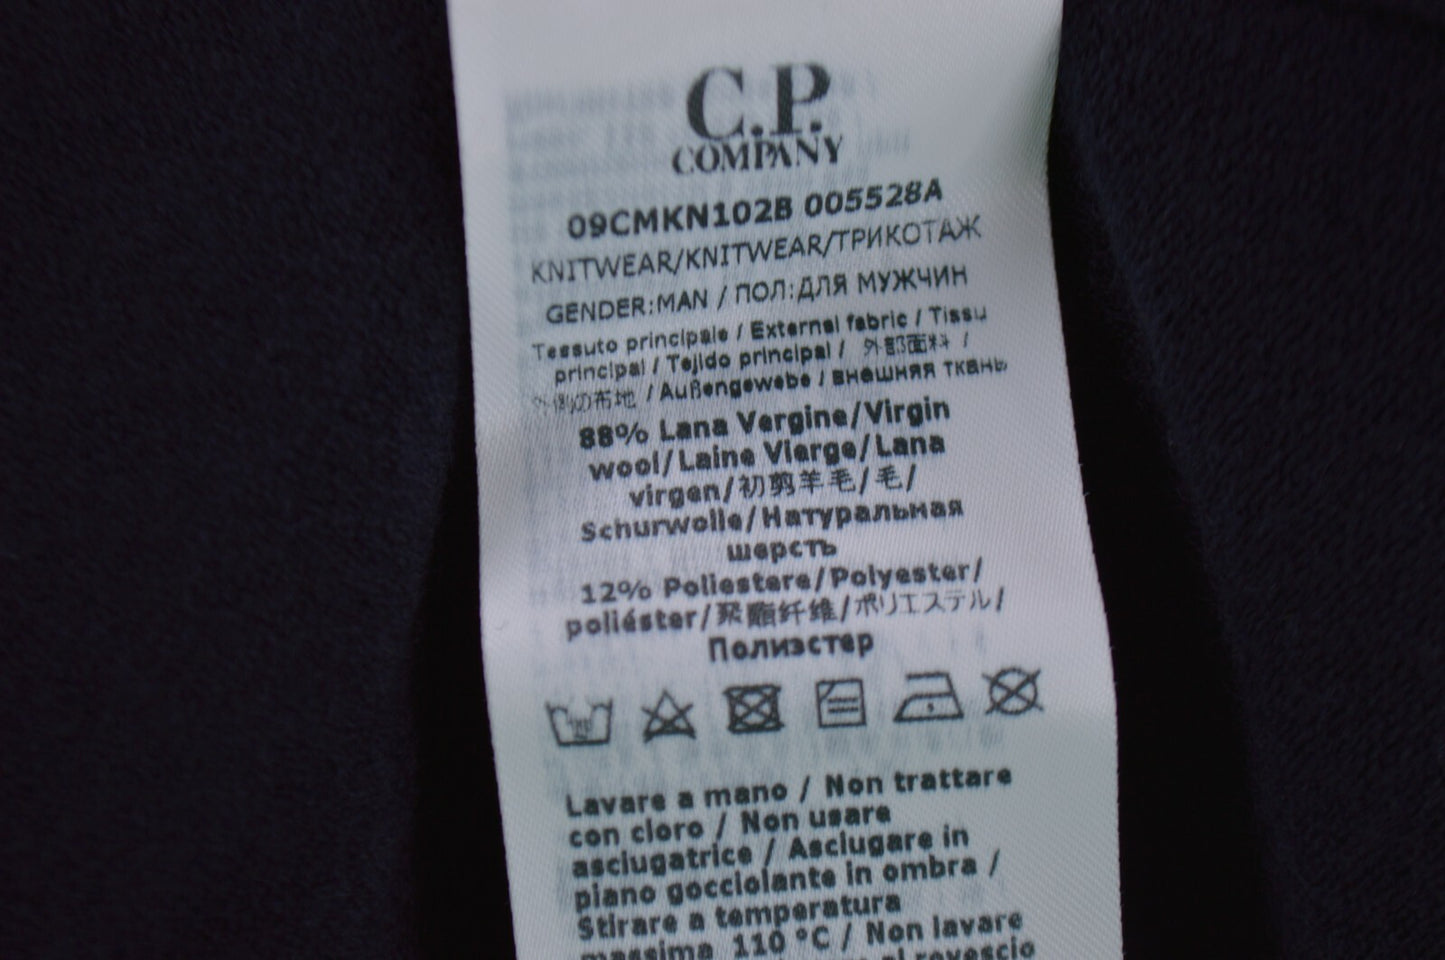 C.P.
COMPANY
09CMKN102B 005528A
KNITWEAR/KNITWEAR/ТРИКОТАЖ
GENDER:MAN / ПОЛ:ДЛЯ МУЖЧИН
Tessuto principale / External fabric / Tissu
principal / Tejido principal / 外部面料 /
外側の布地 / Außengewebe / внешняя ткань
88% Lana Vergine/Virgin
wool/Laine Vierge/Lana
virgen/初剪羊毛/毛/
Schurwolle/Натуральная
шерсть
12% Poliestere/Polyester/
poliéster/聚酯纤维/ポリエステル/
Полиэстер
Lavare a mano / Non trattare
con cloro / Non usare
asciugatrice / Asciugare in
piano gocciolante in ombra /
Stirare a temperatura
massima 110 °C / Non lavare
al rovescio